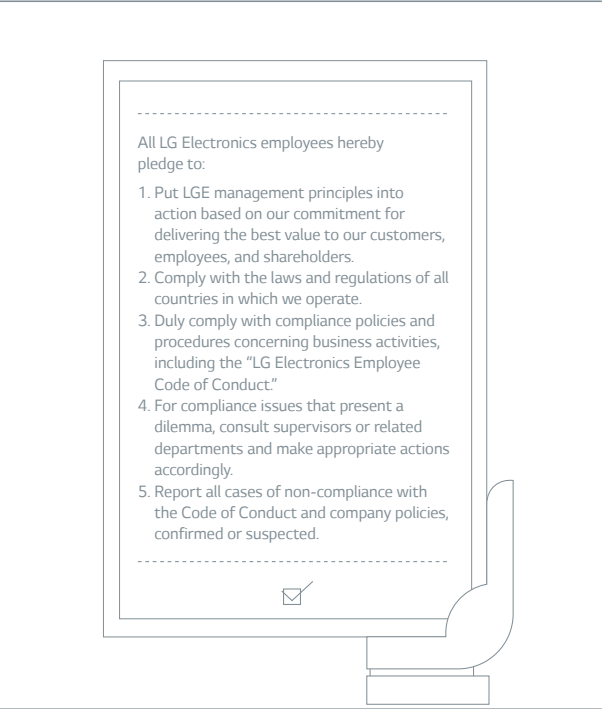 All LG Electronics employees hereby
pledge to:
1. Put LGE management principles into
action based on our commitment for
delivering the best value to our customers,
employees, and shareholders.
2. Comply with the laws and regulations of all
countries in which we operate.
3. Duly comply with compliance policies and
procedures concerning business activities,
including the “LG Electronics Employee
Code of Conduct.”
4. For compliance issues that present a
dilemma, consult supervisors or related
departments and make appropriate actions
accordingly.
5. Report all cases of non-compliance with
the Code of Conduct and company policies,
confirmed or suspected.